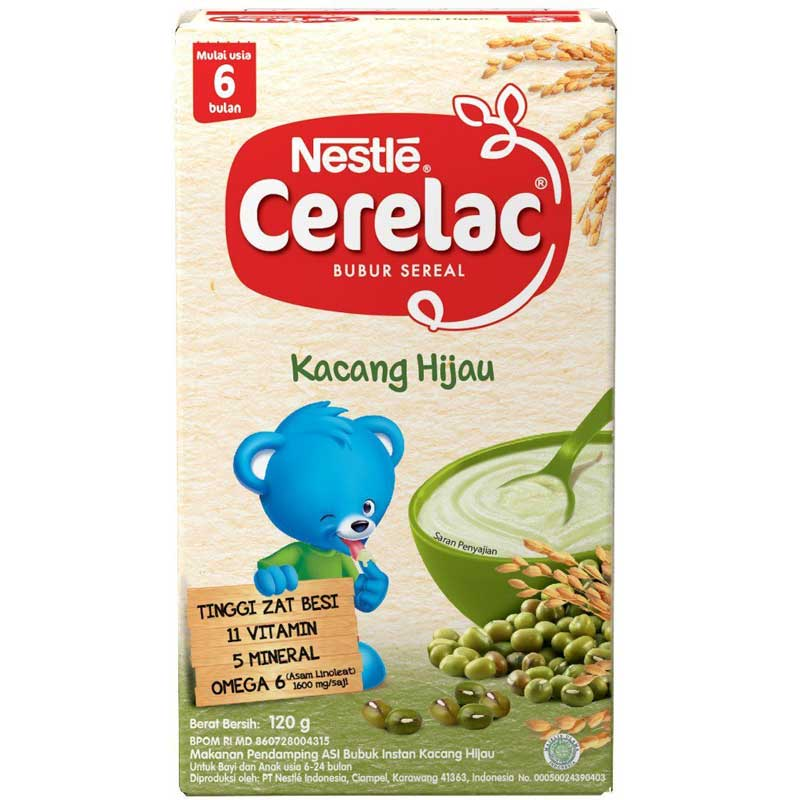 Mulai usia
6
bulan
Nestlé®
Cerelac®
BUBUR SEREAL
Kacang Hijau
Saran Penyajian
TINGGI ZAT BESI
11 VITAMIN
5 MINERAL
OMEGA 6 (Asam Linoleat) 1600 mg/saji
Berat Bersih: 120 g
BPOM RI MD 860728004315
Makanan Pendamping ASI Bubuk Instan Kacang Hijau
Untuk Bayi dan Anak usia 6-24 bulan
Diproduksi oleh: PT Nestlé Indonesia, Ciampel, Karawang 41363, Indonesia No. 00050024390403